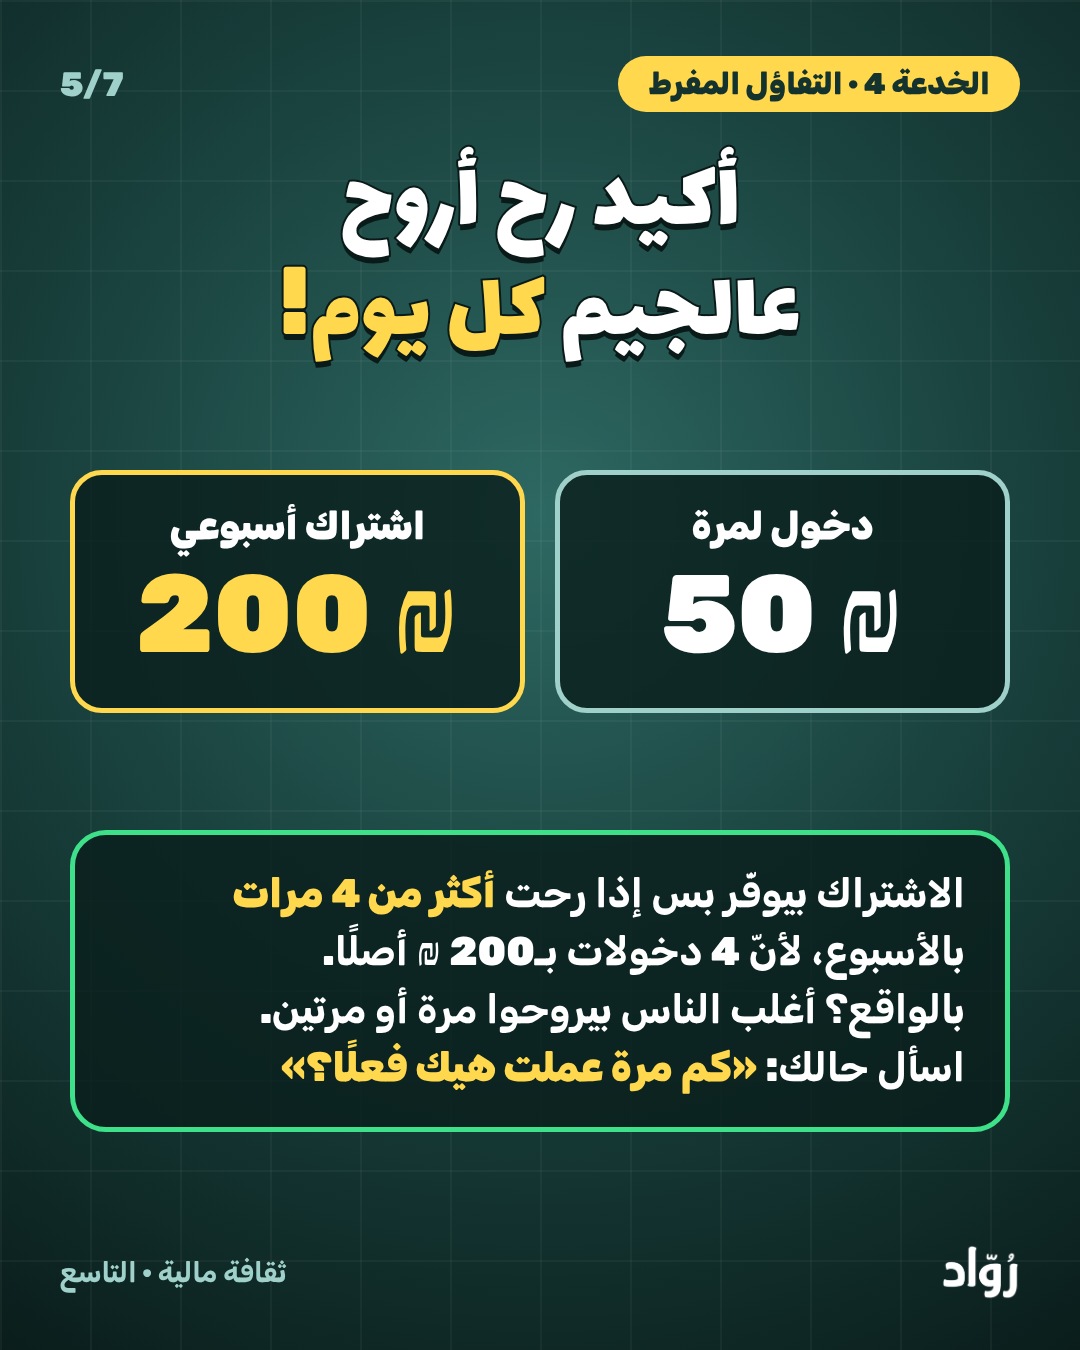 الخدعة 4 • التفاؤل المفرط
5/7
أكيد رح أروح
عالجيم كل يوم!
دخول لمرة
50 ₪
اشتراك أسبوعي
200 ₪
الاشتراك بيوفّر بس إذا رحت أكثر من 4 مرات
بالأسبوع، لأنّ 4 دخولات بـ200 ₪ أصلًا.
بالواقع؟ أغلب الناس بيروحوا مرة أو مرتين.
اسأل حالك: «كم مرة عملت هيك فعلًا؟»
رُوّاد
ثقافة مالية • التاسع